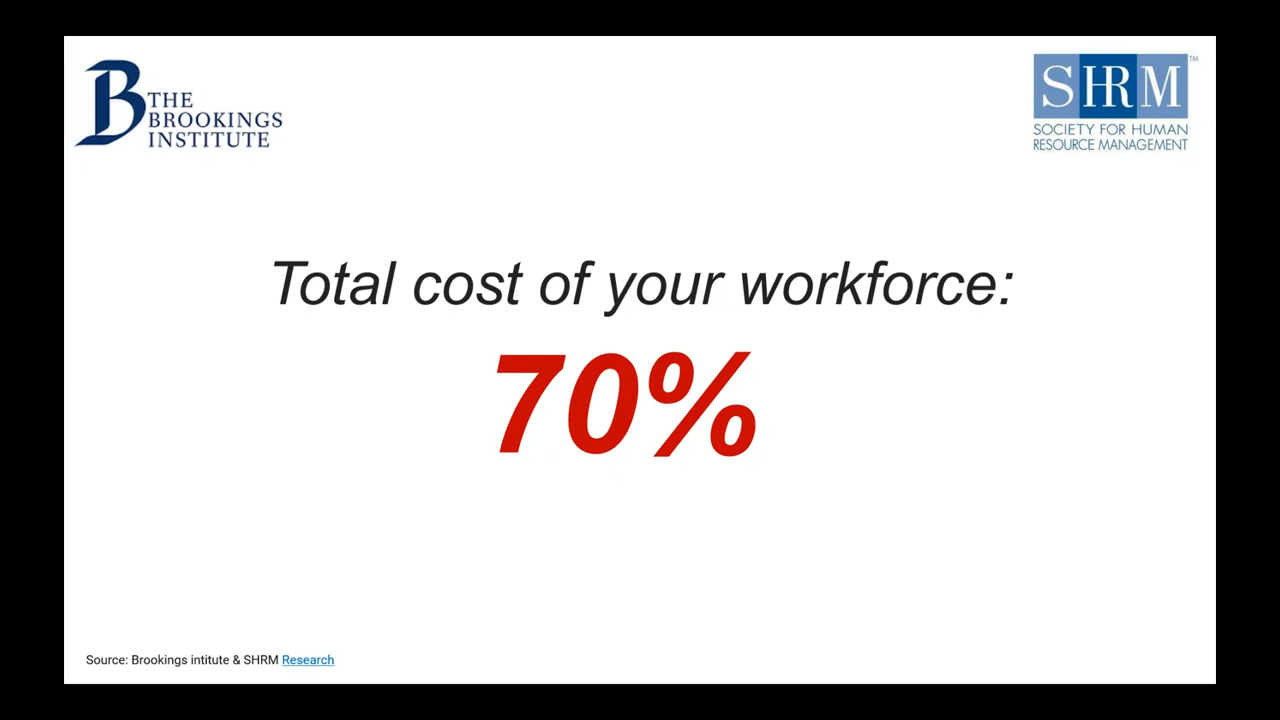 B THE
BROOKINGS
INSTITUTE
SHRM™
SOCIETY FOR HUMAN
RESOURCE MANAGEMENT
Total cost of your workforce:
70%
Source: Brookings intitute & SHRM Research